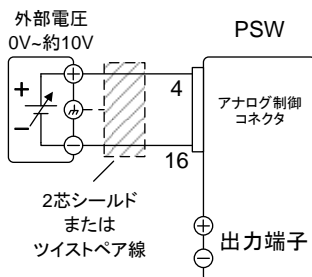 外部電圧
0V~約10V
PSW
+
−
4
16
アナログ制御
コネクタ
2芯シールド
または
ツイストペア線
出力端子